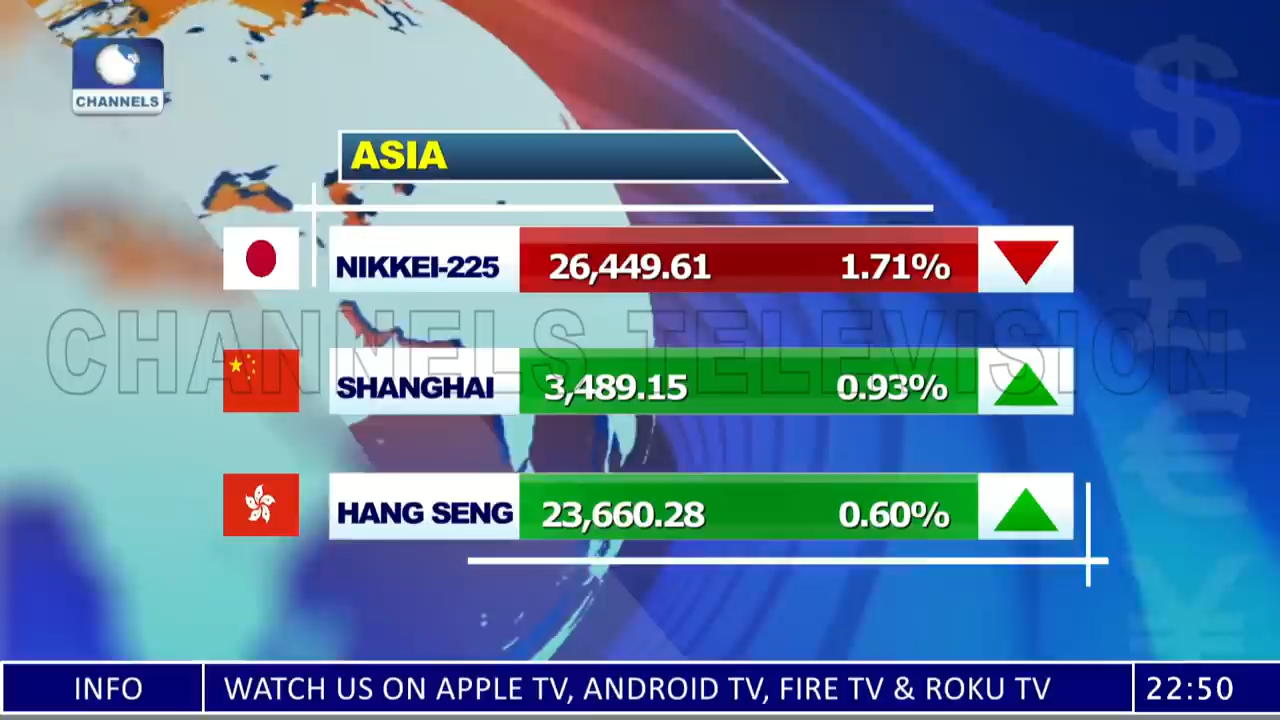 CHANNELS
ASIA
NIKKEI-225 26,449.61 1.71%
CHANNELS TELEVISION
SHANGHAI 3,489.15 0.93%
HANG SENG 23,660.28 0.60%
$
£
€
¥
INFO WATCH US ON APPLE TV, ANDROID TV, FIRE TV & ROKU TV 22:50